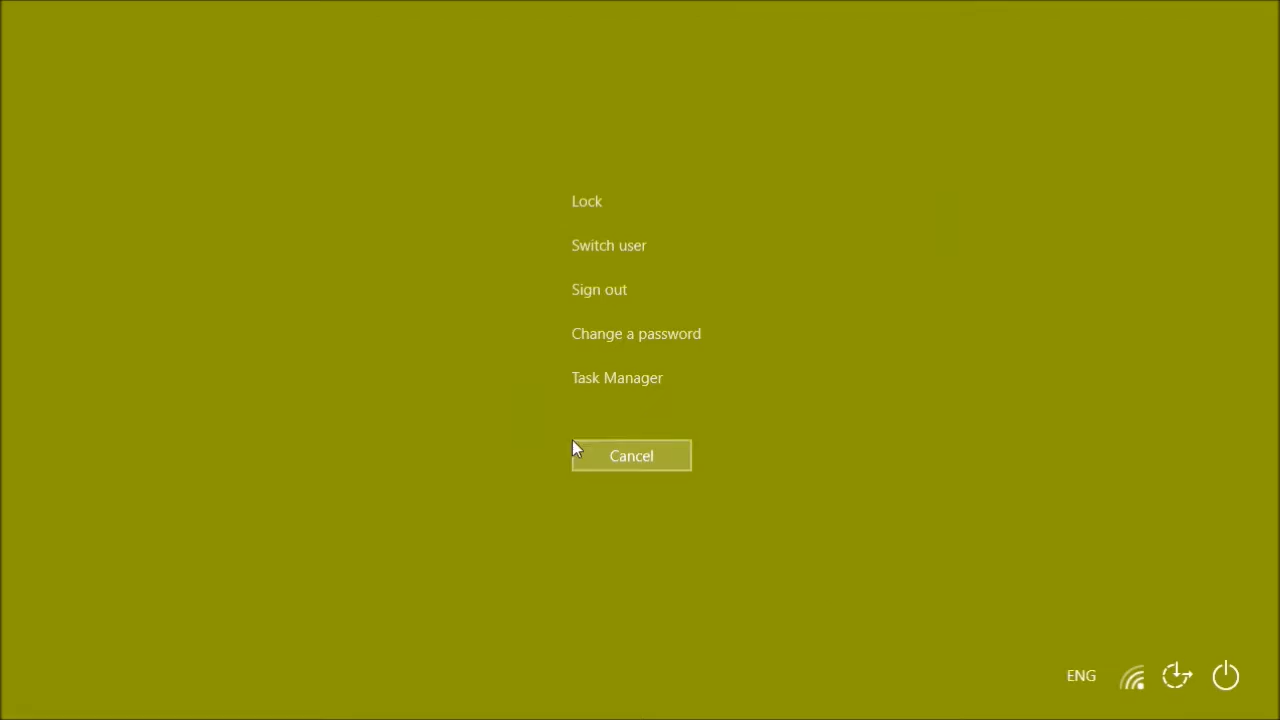 Lock
Switch user
Sign out
Change a password
Task Manager
Cancel
ENG